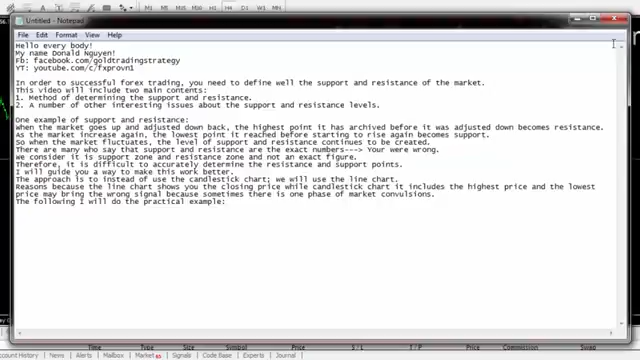 M1 M5 M15 M30 H1 H4 D1 W1 MN
Untitled - Notepad
File Edit Format View Help
Hello every body!
My name Donald Nguyen!
Fb: facebook.com/goldtradingstrategy
YT: youtube.com/c/fxprovn1
In order to successful forex trading, you need to define well the support and resistance of the market.
This video will include two main contents:
1. Method of determining the support and resistance.
2. A number of other interesting issues about the support and resistance levels.
One example of support and resistance:
When the market goes up and adjusted down back, the highest point it has archived before it was adjusted down becomes resistance.
As the market increase again, the lowest point it reached before starting to rise again becomes support.
So when the market fluctuates, the level of support and resistance continues to be created.
There are many who say that support and resistance are the exact numbers---> Your were wrong.
We consider it is support zone and resistance zone and not an exact figure.
Therefore, it is difficult to accurately determine the resistance and support points.
I will guide you a way to make this work better.
The approach is to instead of use the candlestick chart; we will use the line chart.
Reasons because the line chart shows you the closing price while candlestick chart it includes the highest price and the lowest
price may bring the wrong signal because sometimes there is one phase of market convulsions.
The following I will do the practical example:
Time Type Size Symbol Price S / L T / P Time Price Commission
Account History News Alerts Mailbox Market Signals Code Base Experts Journal